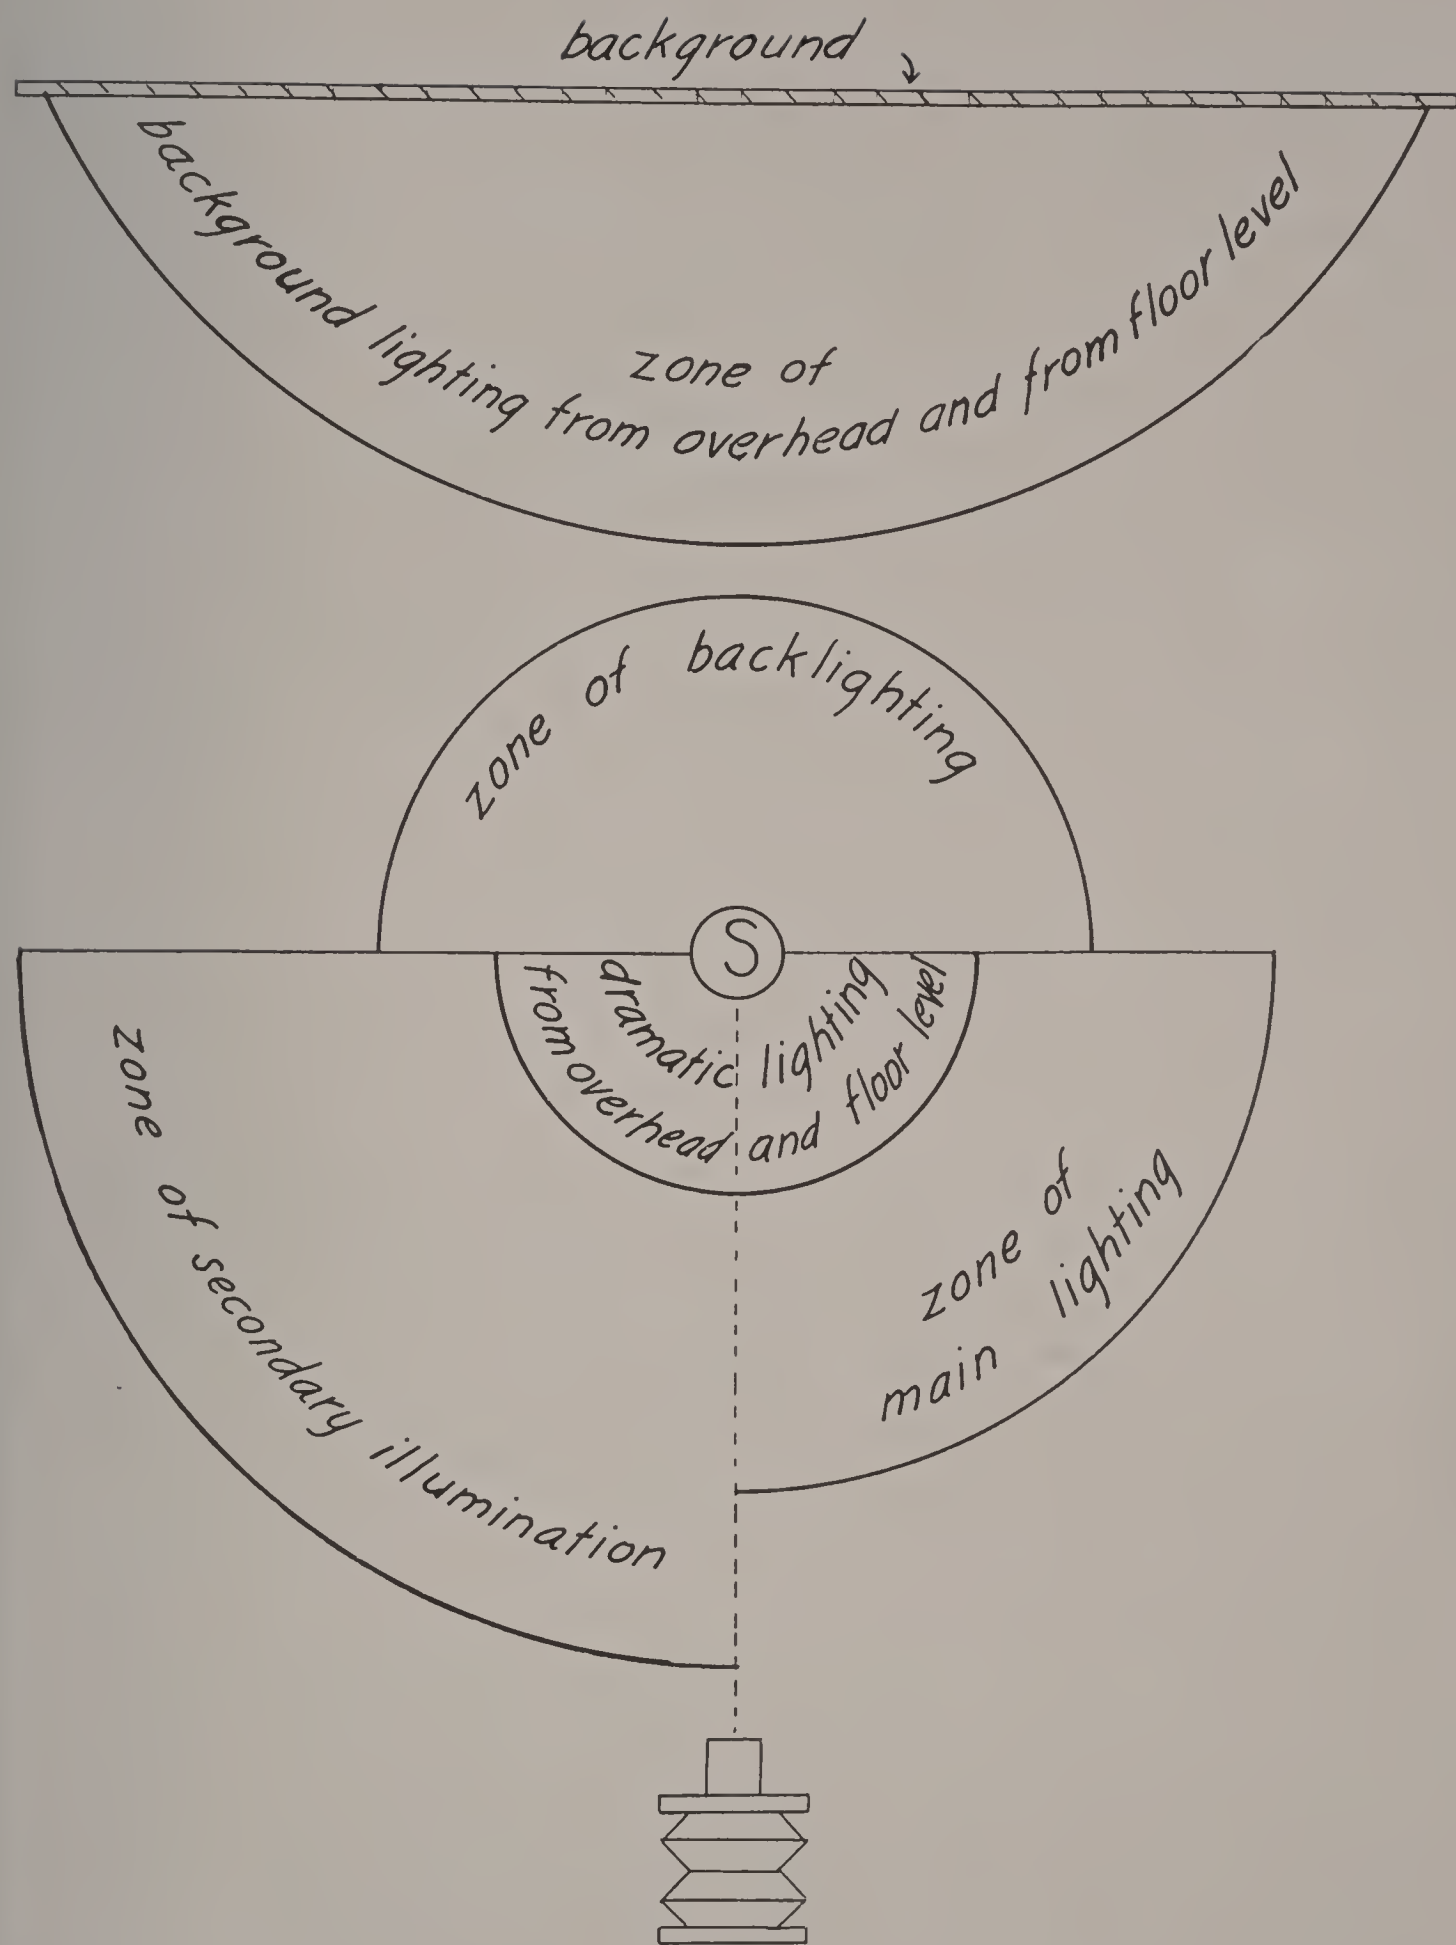 background
zone of
background lighting from overhead and from floor level
zone of backlighting
S
dramatic lighting
from overhead and floor level
zone of
main lighting
zone of secondary illumination